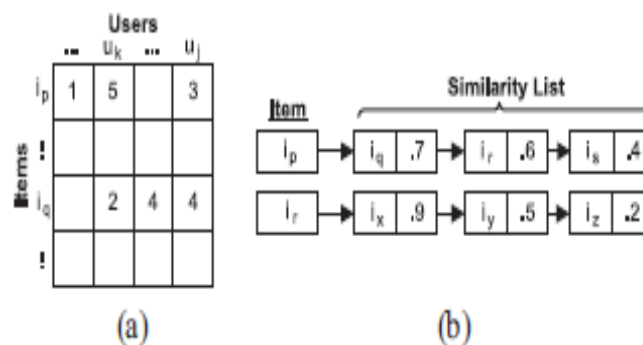 Users
... u_k ... u_j
Items
i_p 1 5 3
⋮
i_q 2 4 4
⋮
(a)
Item Similarity List
i_p i_q .7 i_r .6 i_s .4
i_r i_x .9 i_y .5 i_z .2
(b)